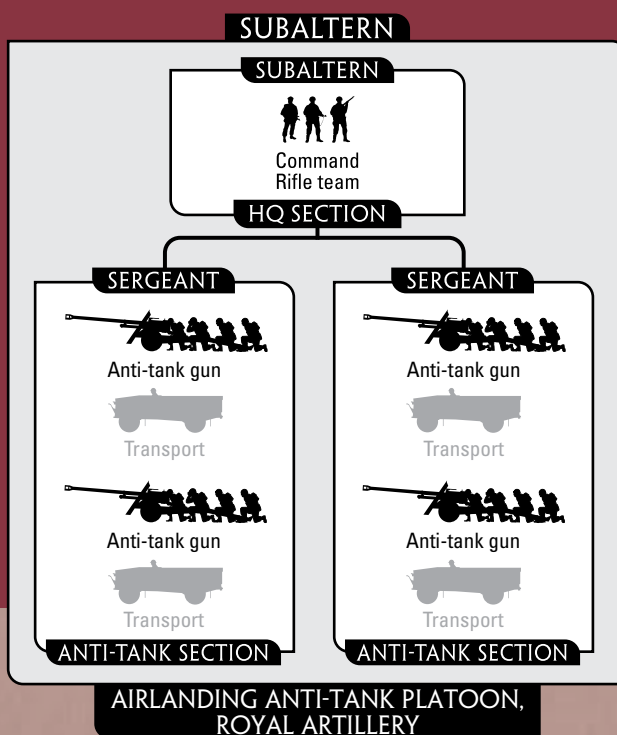 SUBALTERN
SUBALTERN
Command
Rifle team
HQ SECTION
SERGEANT
Anti-tank gun
Transport
Anti-tank gun
Transport
ANTI-TANK SECTION
SERGEANT
Anti-tank gun
Transport
Anti-tank gun
Transport
ANTI-TANK SECTION
AIRLANDING ANTI-TANK PLATOON,
ROYAL ARTILLERY